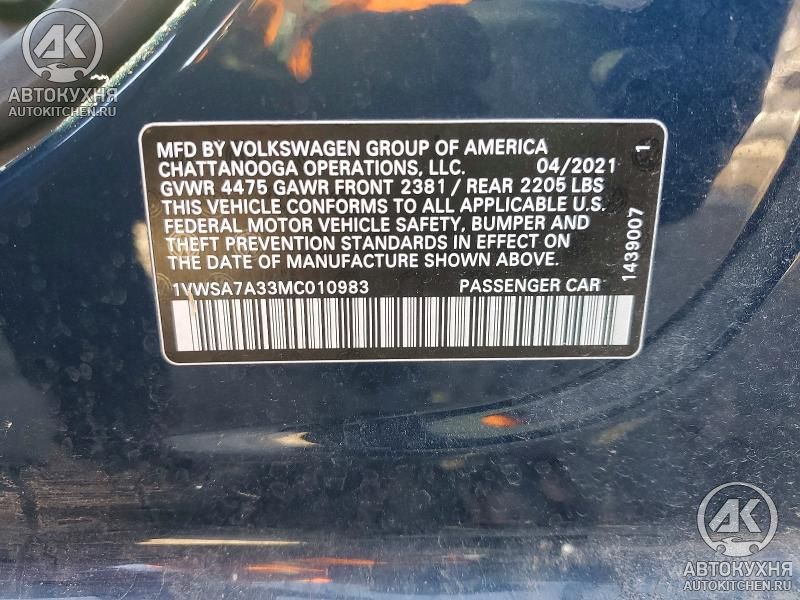 АК
АВТОКУХНЯ
AUTOKITCHEN.RU
MFD BY VOLKSWAGEN GROUP OF AMERICA
CHATTANOOGA OPERATIONS, LLC. 04/2021
GVWR 4475 GAWR FRONT 2381 / REAR 2205 LBS
THIS VEHICLE CONFORMS TO ALL APPLICABLE U.S.
FEDERAL MOTOR VEHICLE SAFETY, BUMPER AND
THEFT PREVENTION STANDARDS IN EFFECT ON
THE DATE OF MANUFACTURE SHOWN ABOVE.
1VWSA7A33MC010983 PASSENGER CAR
1439007 1
АК
АВТОКУХНЯ
AUTOKITCHEN.RU